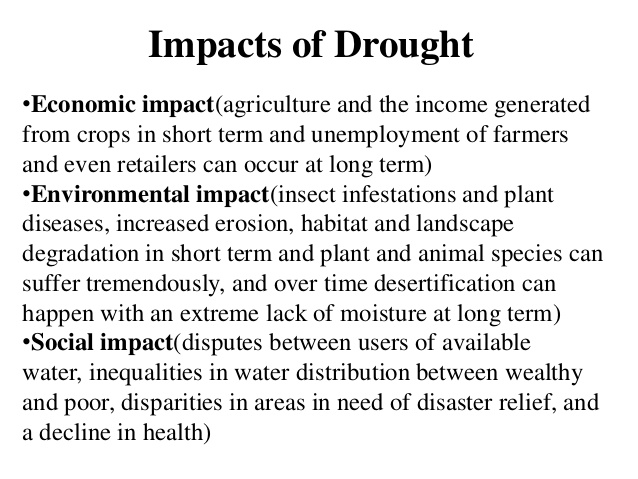 Impacts of Drought
•Economic impact(agriculture and the income generated
from crops in short term and unemployment of farmers
and even retailers can occur at long term)
•Environmental impact(insect infestations and plant
diseases, increased erosion, habitat and landscape
degradation in short term and plant and animal species can
suffer tremendously, and over time desertification can
happen with an extreme lack of moisture at long term)
•Social impact(disputes between users of available
water, inequalities in water distribution between wealthy
and poor, disparities in areas in need of disaster relief, and
a decline in health)